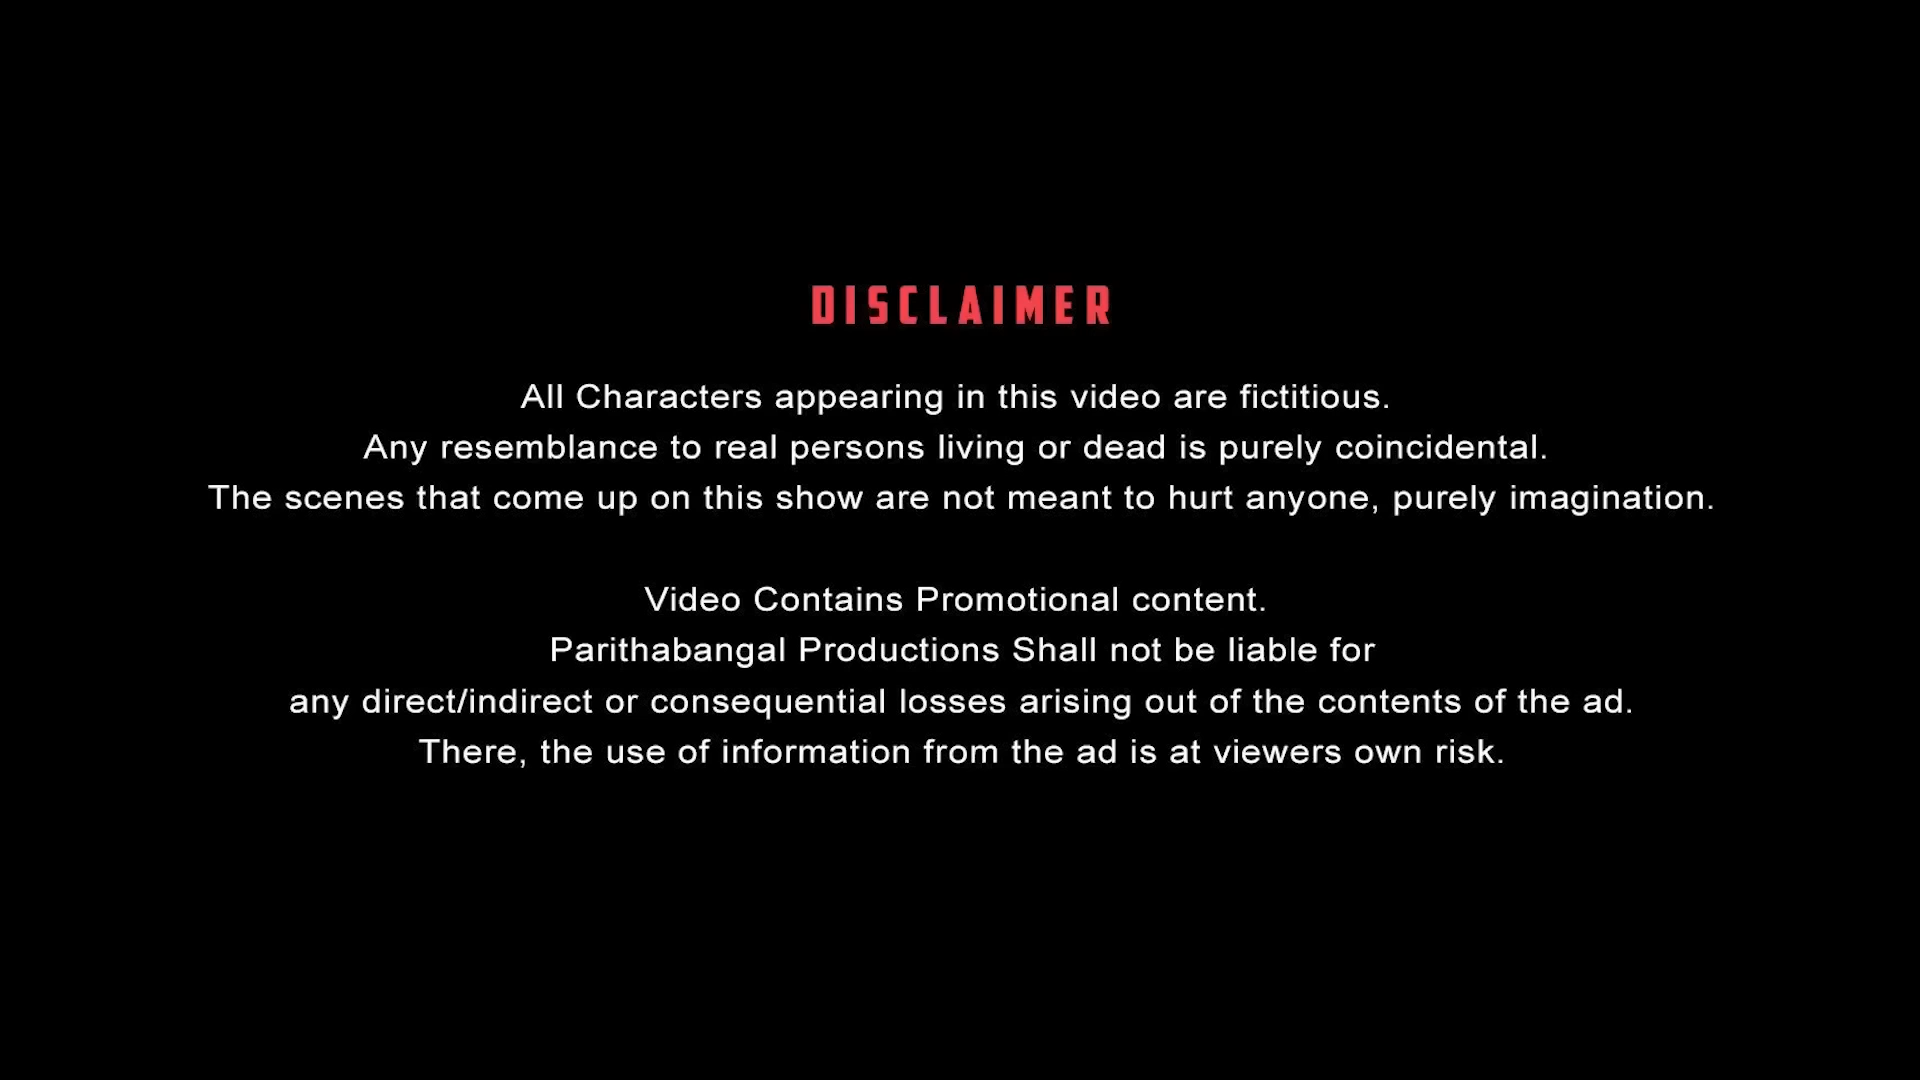 DISCLAIMER
All Characters appearing in this video are fictitious.
Any resemblance to real persons living or dead is purely coincidental.
The scenes that come up on this show are not meant to hurt anyone, purely imagination.
Video Contains Promotional content.
Parithabangal Productions Shall not be liable for
any direct/indirect or consequential losses arising out of the contents of the ad.
There, the use of information from the ad is at viewers own risk.